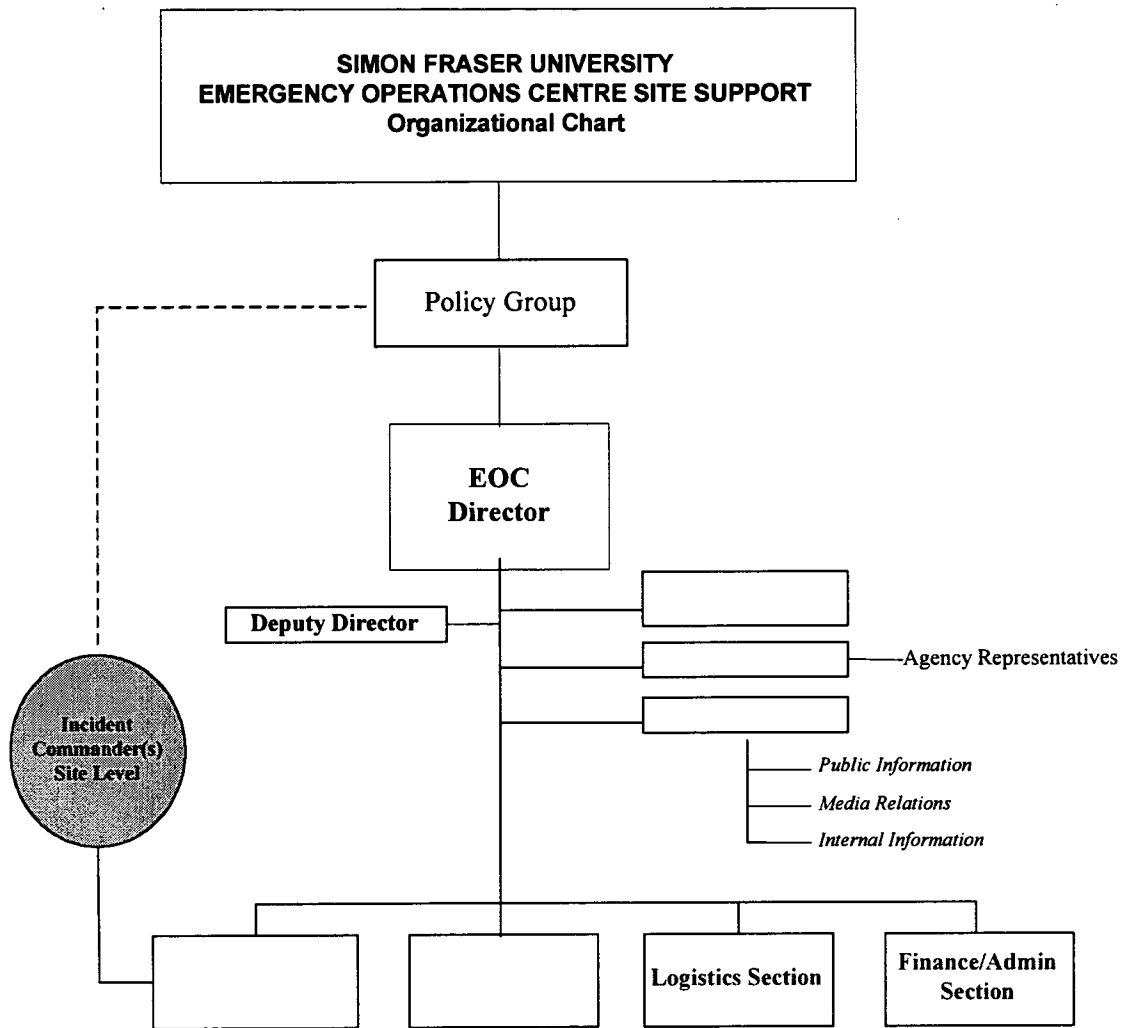 SIMON FRASER UNIVERSITY
EMERGENCY OPERATIONS CENTRE SITE SUPPORT
Organizational Chart
Policy Group
EOC
Director
Deputy Director
Agency Representatives
Incident
Commander(s)
Site Level
Public Information
Media Relations
Internal Information
Logistics Section
Finance/Admin
Section